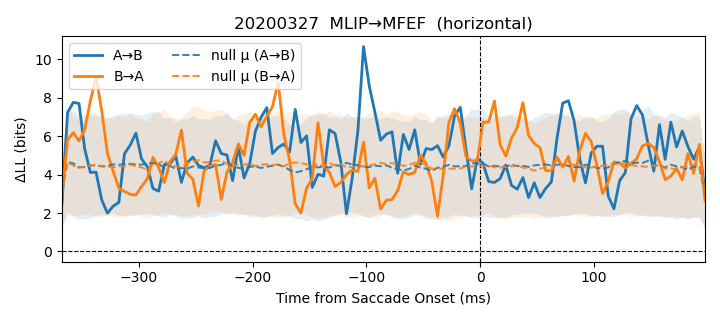 20200327  MLIP→MFEF  (horizontal)
A→B
B→A
null μ (A→B)
null μ (B→A)
ΔLL (bits)
10
8
6
4
2
0
−300
−200
−100
0
100
Time from Saccade Onset (ms)